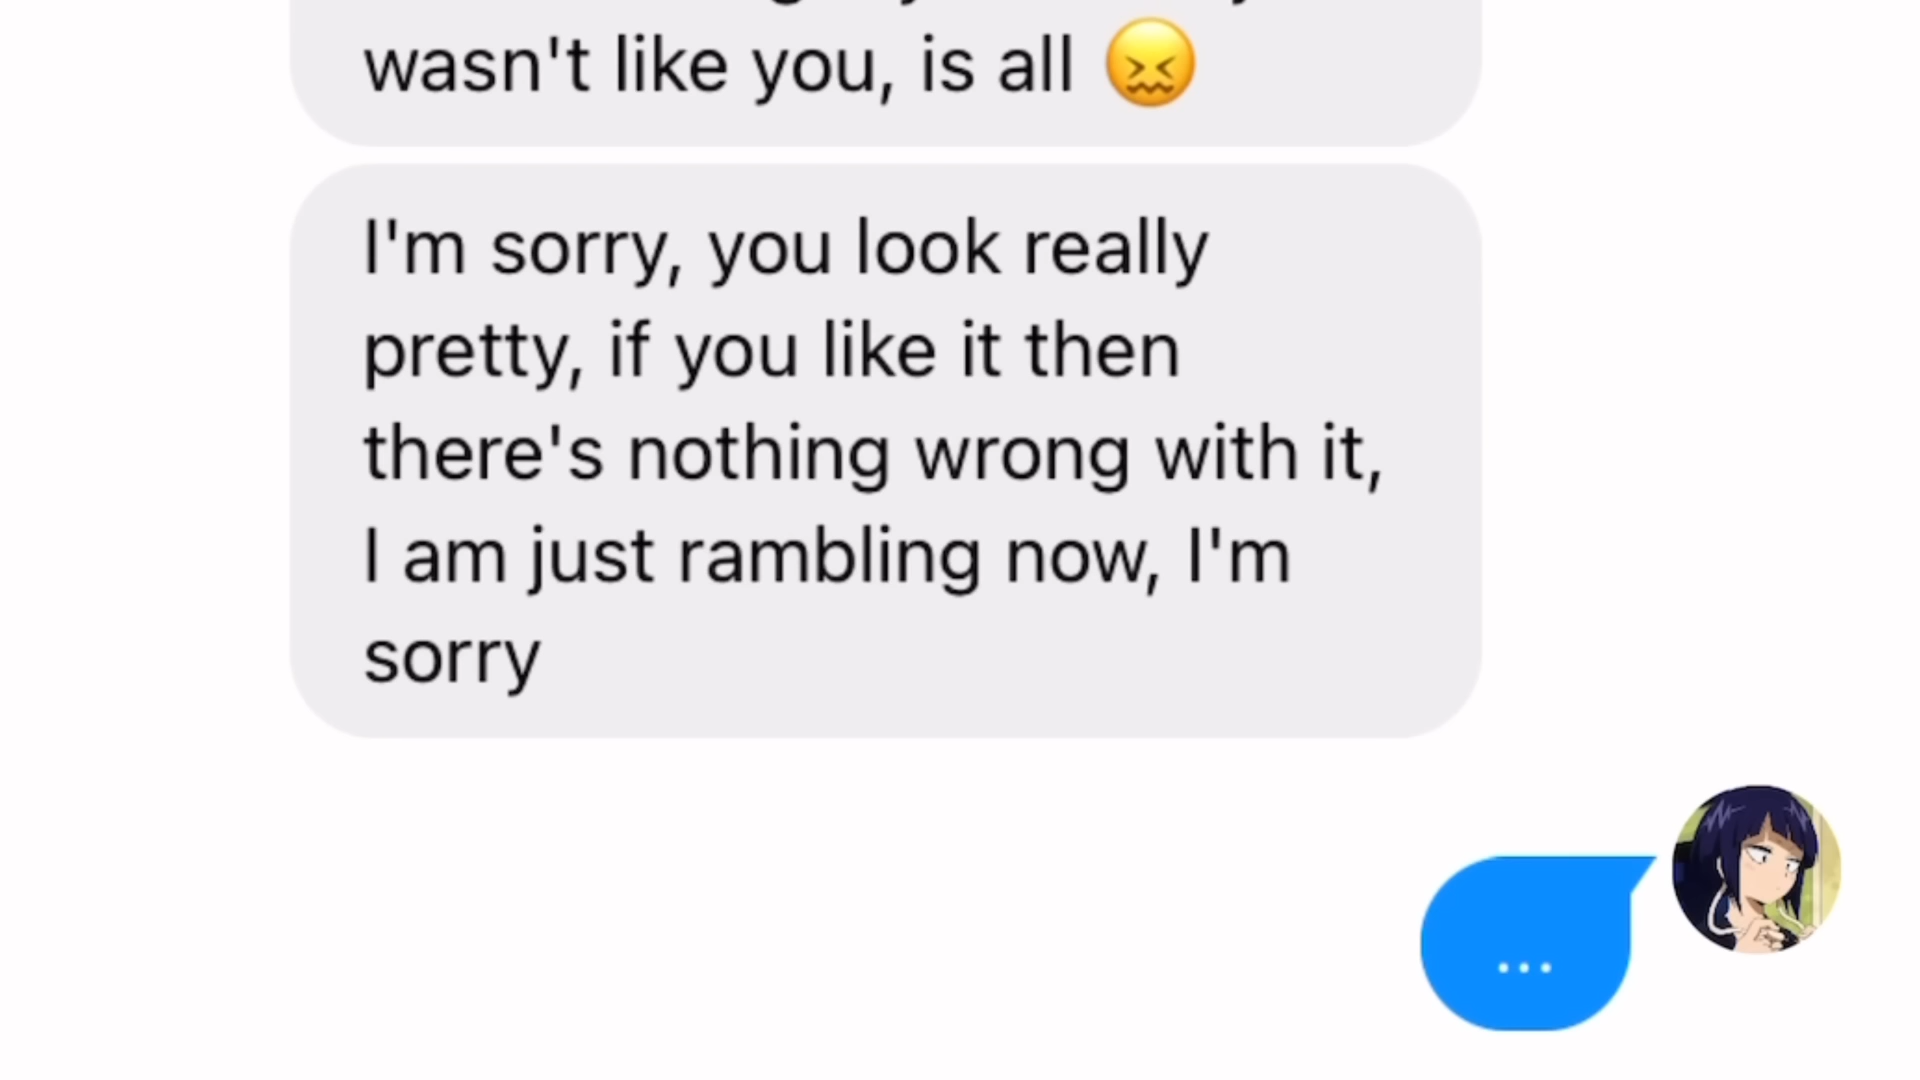 wasn't like you, is all 😖
I'm sorry, you look really
pretty, if you like it then
there's nothing wrong with it,
I am just rambling now, I'm
sorry
...